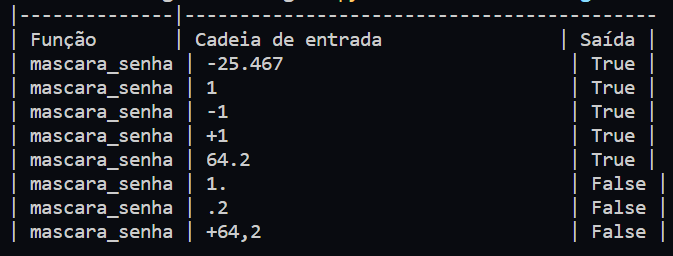 |--------------|------------------------------------------
| Função       | Cadeia de entrada               | Saída |
| mascara_senha | -25.467                         | True |
| mascara_senha | 1                               | True |
| mascara_senha | -1                              | True |
| mascara_senha | +1                              | True |
| mascara_senha | 64.2                            | True |
| mascara_senha | 1.                              | False |
| mascara_senha | .2                              | False |
| mascara_senha | +64,2                           | False |